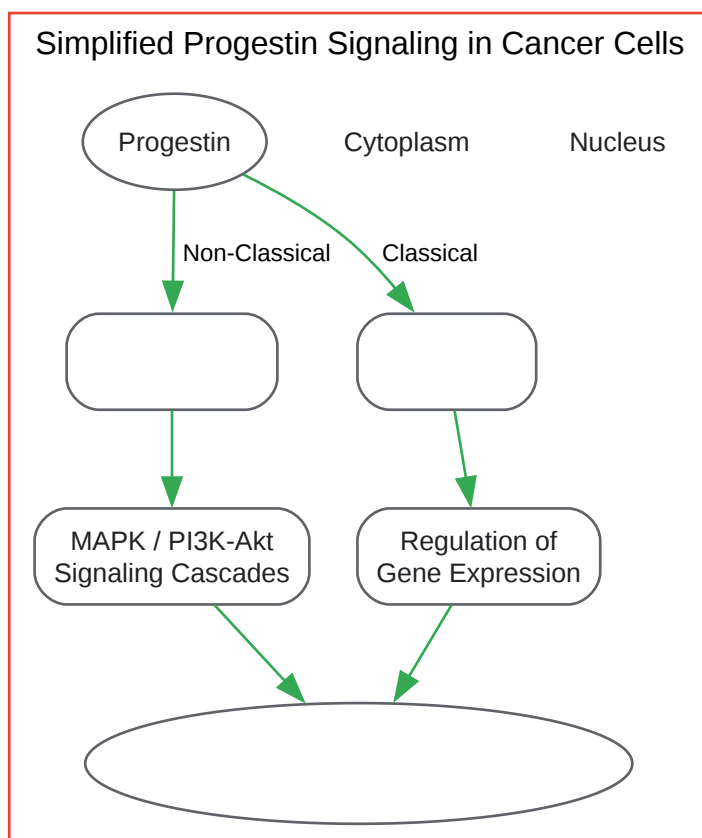 Simplified Progestin Signaling in Cancer Cells
Progestin
Cytoplasm
Nucleus
Non-Classical
Classical
MAPK / PI3K-Akt
Signaling Cascades
Regulation of
Gene Expression